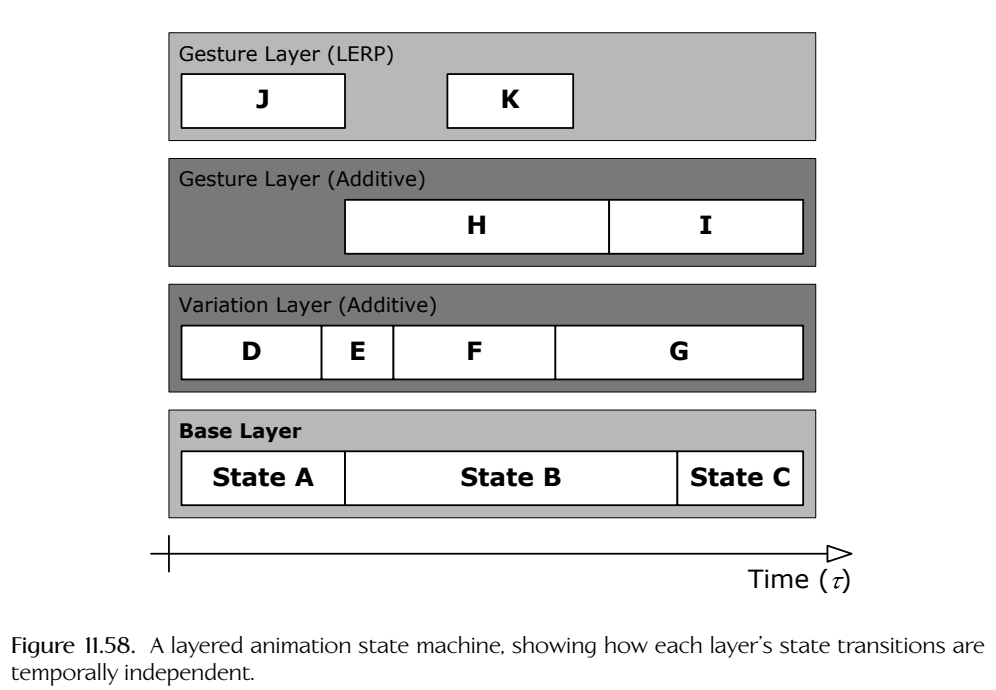 Gesture Layer (LERP)
J K
Gesture Layer (Additive)
H I
Variation Layer (Additive)
D E F G
Base Layer
State A State B State C
Time (τ)
Figure 11.58. A layered animation state machine, showing how each layer’s state transitions are
temporally independent.